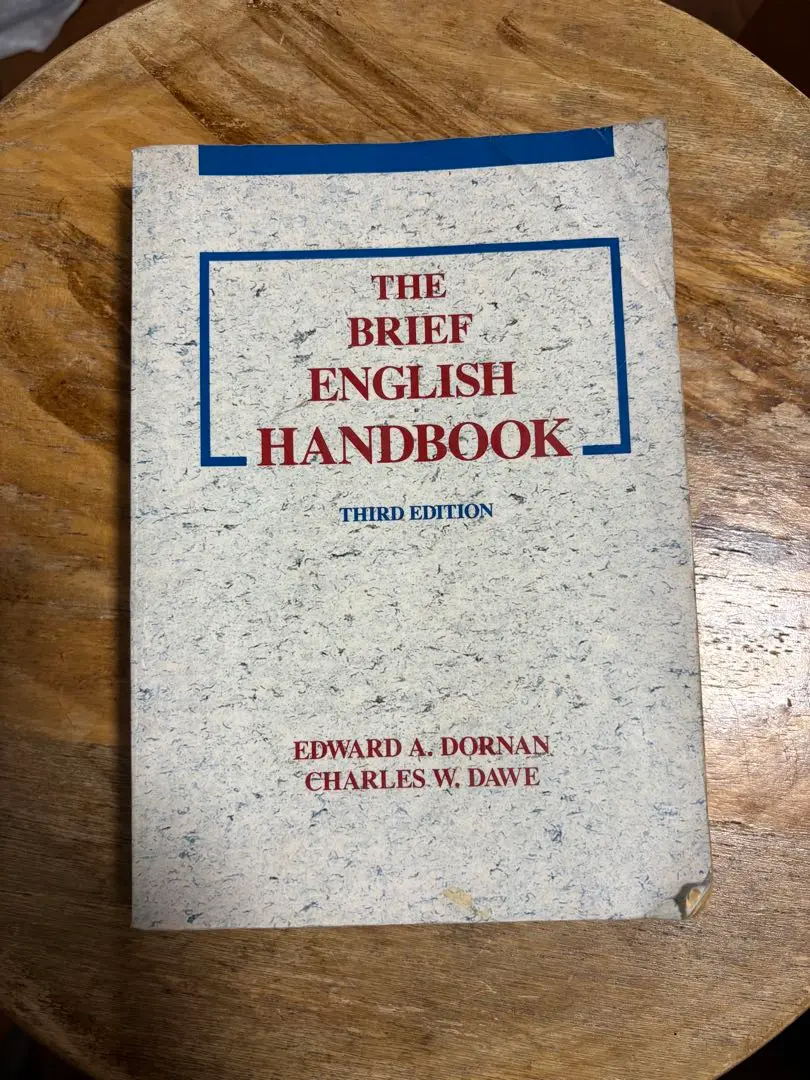 THE
BRIEF
ENGLISH
HANDBOOK
THIRD EDITION
EDWARD A. DORNAN
CHARLES W. DAWE